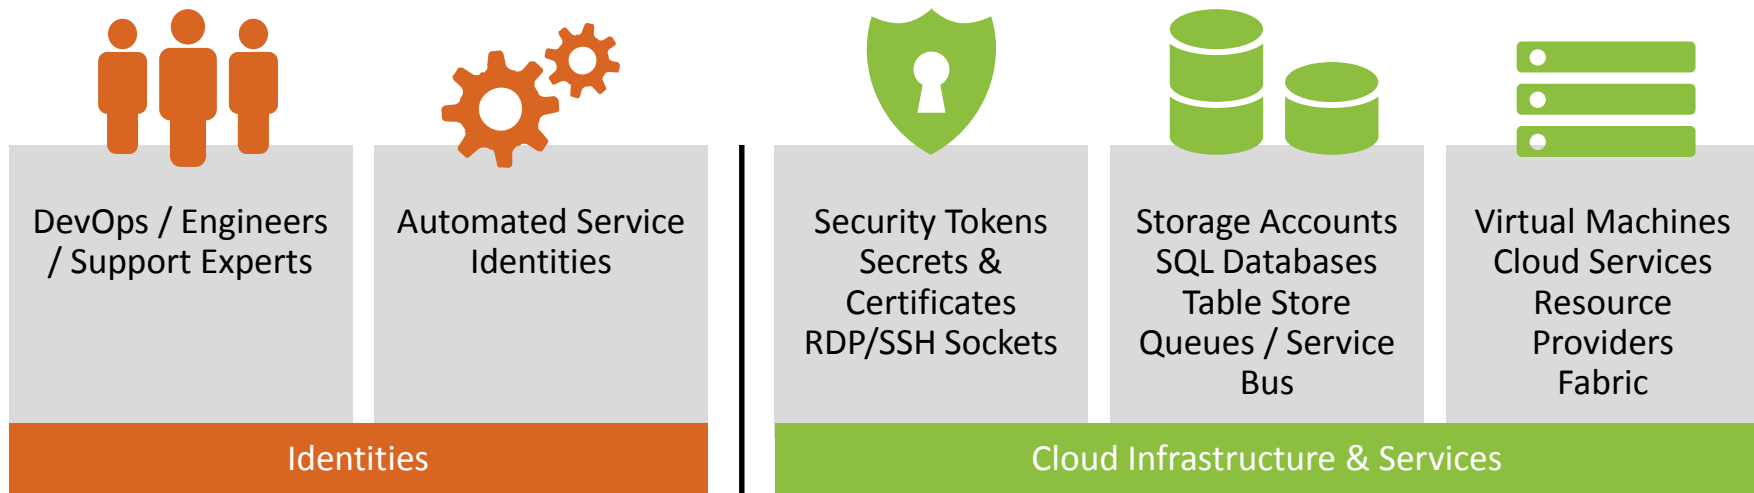 DevOps / Engineers
/ Support Experts
Automated Service
Identities
Security Tokens
Secrets &
Certificates
RDP/SSH Sockets
Storage Accounts
SQL Databases
Table Store
Queues / Service
Bus
Virtual Machines
Cloud Services
Resource
Providers
Fabric
Identities
Cloud Infrastructure & Services